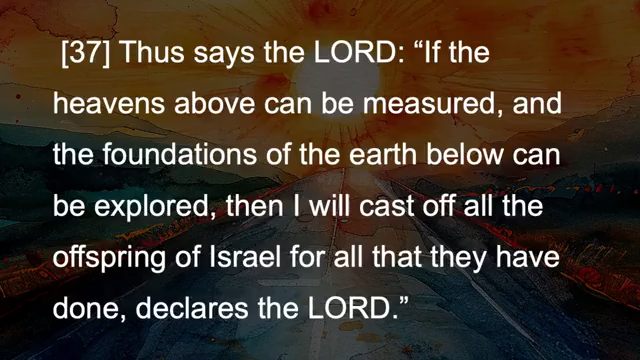 [37] Thus says the LORD: “If the
heavens above can be measured, and
the foundations of the earth below can
be explored, then I will cast off all the
offspring of Israel for all that they have
done, declares the LORD.”